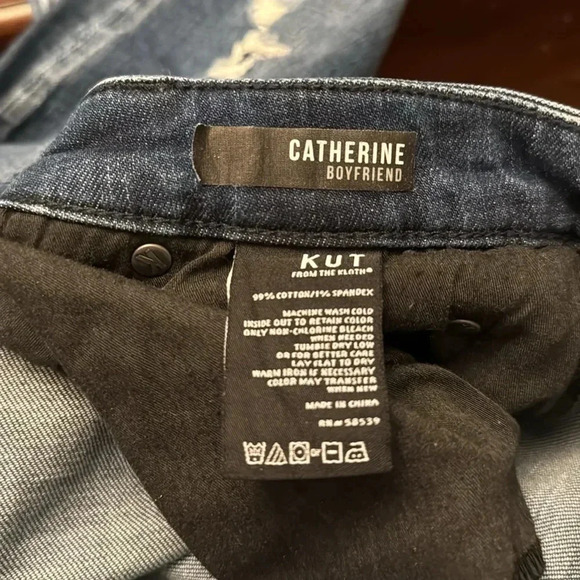 CATHERINE
BOYFRIEND
KUT
FROM THE KLOTH®
99% COTTON/1% SPANDEX
MACHINE WASH COLD
INSIDE OUT TO RETAIN COLOR
ONLY NON-CHLORINE BLEACH
WHEN NEEDED
TUMBLE DRY LOW
OR FOR BETTER CARE
LAY FLAT TO DRY
WARM IRON IS NECESSARY
COLOR MAY TRANSFER
WHEN NEW
MADE IN CHINA
RN# 58539
or